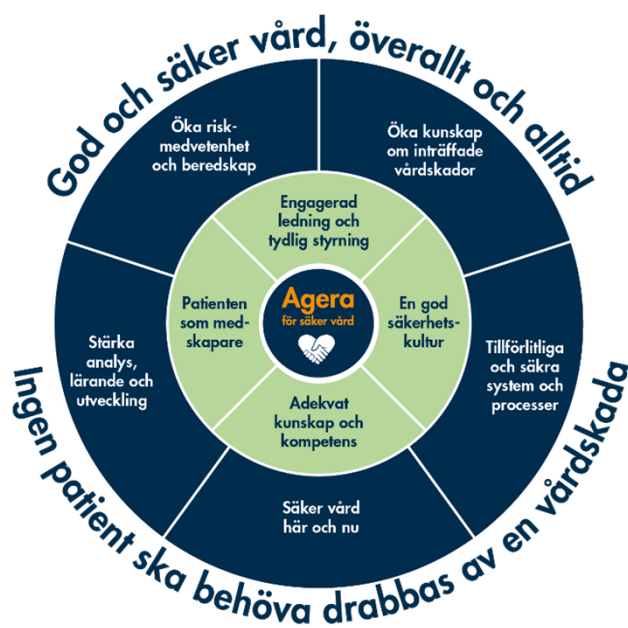 God och säker vård, överallt och alltid
Öka risk-
medvetenhet
och beredskap
Öka kunskap
om inträffade
vårdskador
Engagerad
ledning och
tydlig styrning
Patienten
som med-
skapare
Agera
för säker vård
En god
säkerhets-
kultur
Stärka
analys,
lärande och
utveckling
Tillförlitliga
och säkra
system och
processer
Adekvat
kunskap och
kompetens
Säker vård
här och nu
Ingen patient ska behöva drabbas av en vårdskada